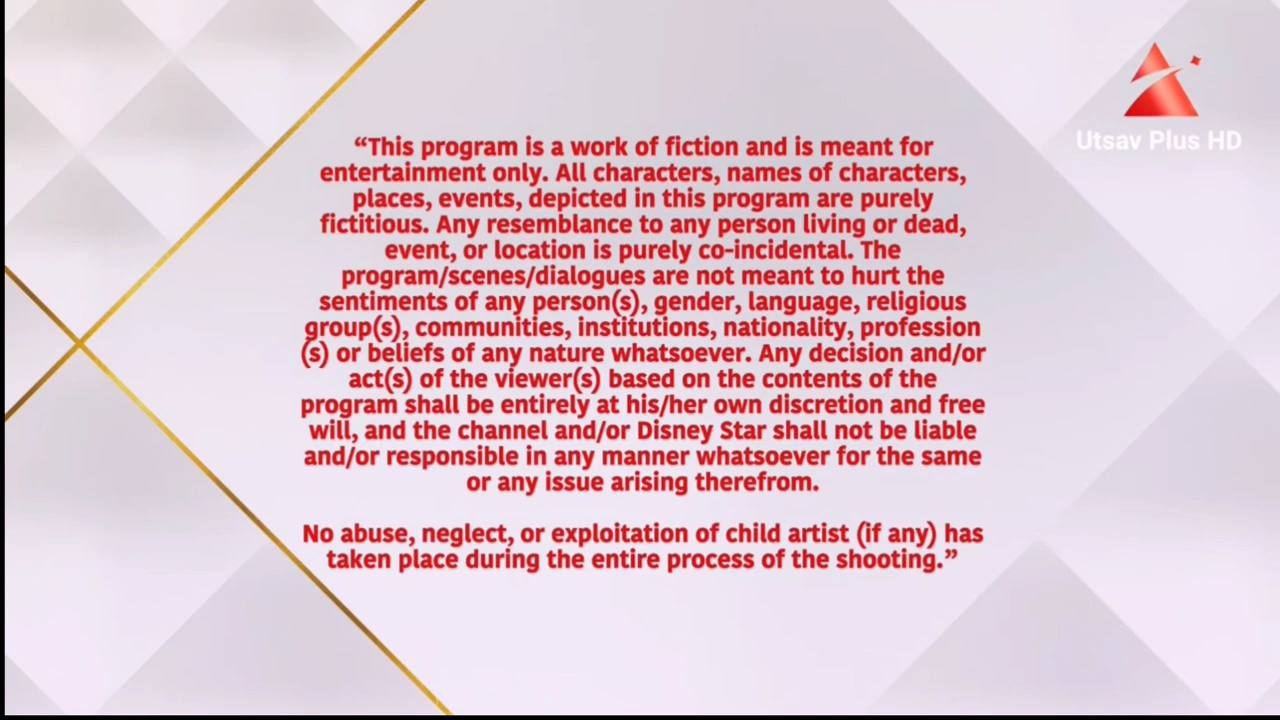 Utsav Plus HD
“This program is a work of fiction and is meant for
entertainment only. All characters, names of characters,
places, events, depicted in this program are purely
fictitious. Any resemblance to any person living or dead,
event, or location is purely co-incidental. The
program/scenes/dialogues are not meant to hurt the
sentiments of any person(s), gender, language, religious
group(s), communities, institutions, nationality, profession
(s) or beliefs of any nature whatsoever. Any decision and/or
act(s) of the viewer(s) based on the contents of the
program shall be entirely at his/her own discretion and free
will, and the channel and/or Disney Star shall not be liable
and/or responsible in any manner whatsoever for the same
or any issue arising therefrom.
No abuse, neglect, or exploitation of child artist (if any) has
taken place during the entire process of the shooting.”